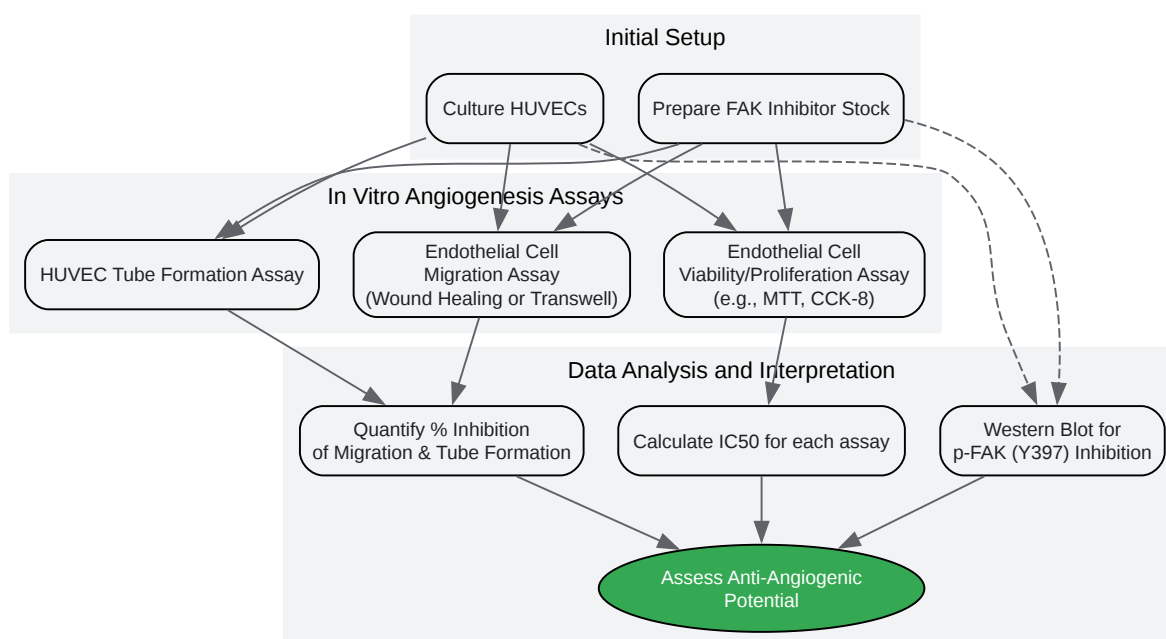 Initial Setup
Culture HUVECs
Prepare FAK Inhibitor Stock
In Vitro Angiogenesis Assays
HUVEC Tube Formation Assay
Endothelial Cell
Migration Assay
(Wound Healing or Transwell)
Endothelial Cell
Viability/Proliferation Assay
(e.g., MTT, CCK-8)
Data Analysis and Interpretation
Quantify % Inhibition
of Migration & Tube Formation
Calculate IC50 for each assay
Western Blot for
p-FAK (Y397) Inhibition
Assess Anti-Angiogenic
Potential